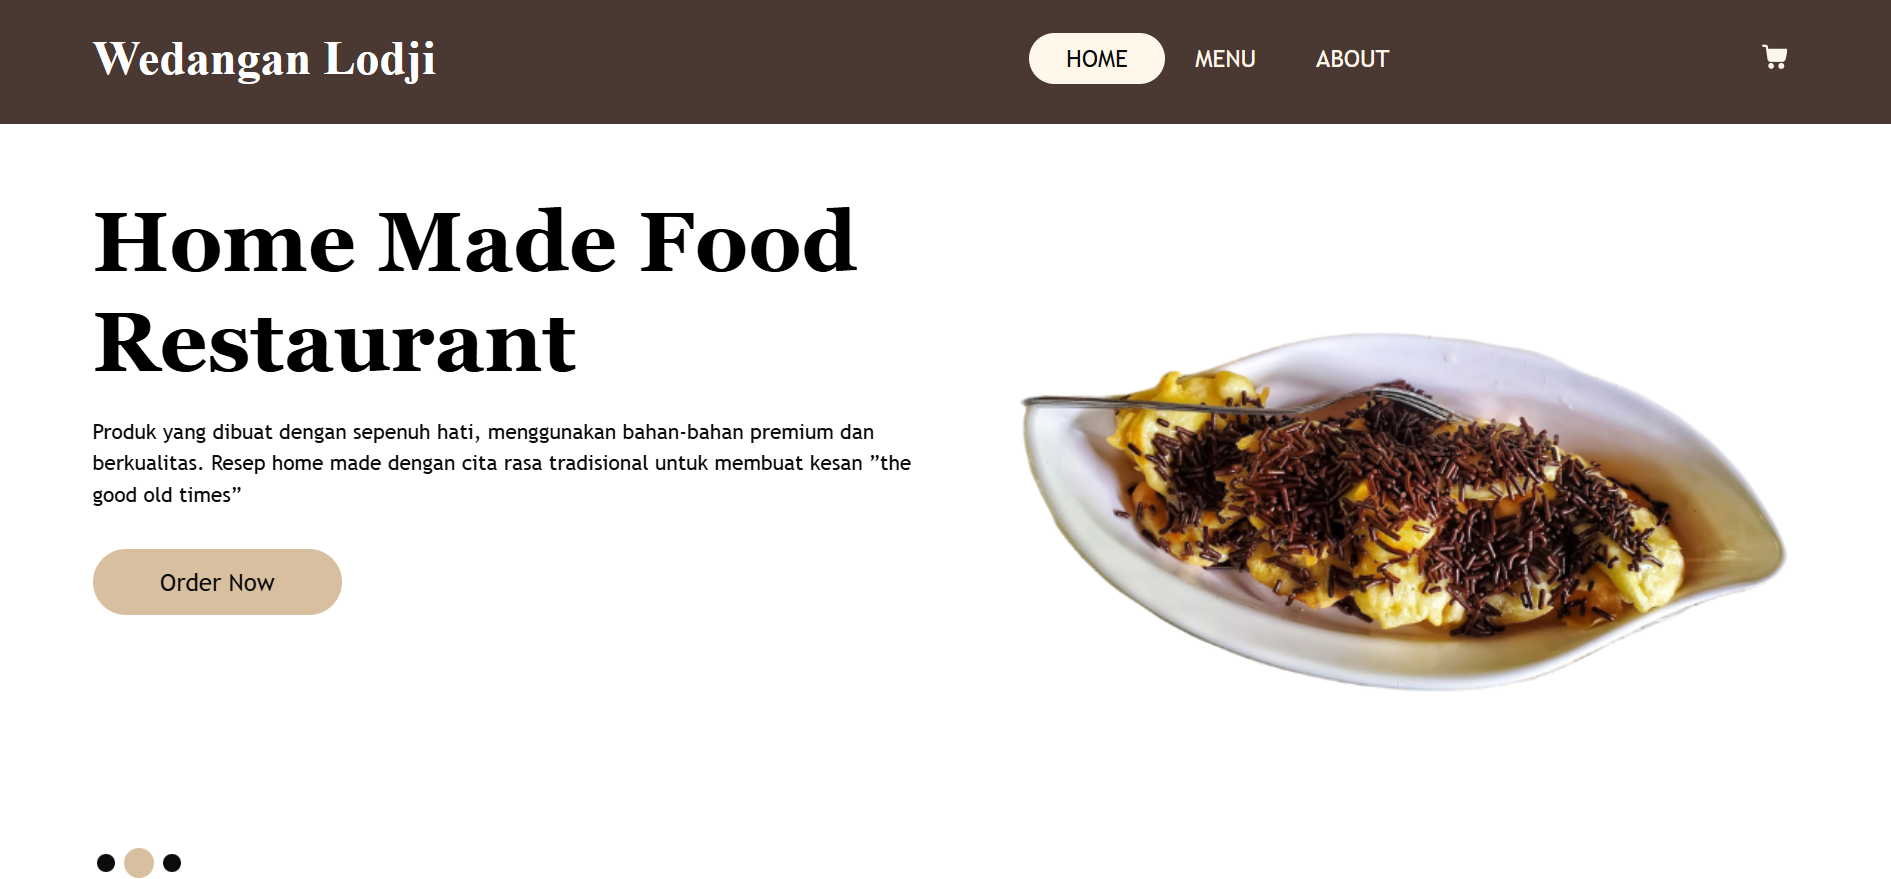 Wedangan Lodji
HOME MENU ABOUT
Home Made Food
Restaurant
Produk yang dibuat dengan sepenuh hati, menggunakan bahan-bahan premium dan
berkualitas. Resep home made dengan cita rasa tradisional untuk membuat kesan ”the
good old times”
Order Now